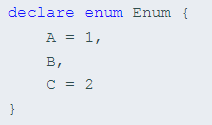 declare enum Enum {
    A = 1,
    B,
    C = 2
}